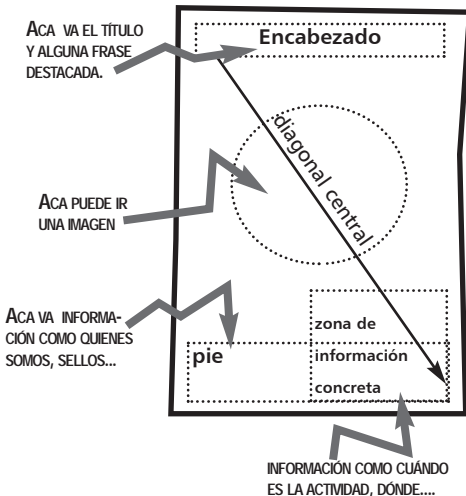 ACA VA EL TÍTULO
Y ALGUNA FRASE
DESTACADA.
Encabezado
diagonal central
ACA PUEDE IR
UNA IMAGEN
ACA VA INFORMA-
CIÓN COMO QUIENES
SOMOS, SELLOS...
pie
zona de
información
concreta
INFORMACIÓN COMO CUÁNDO
ES LA ACTIVIDAD, DÓNDE....